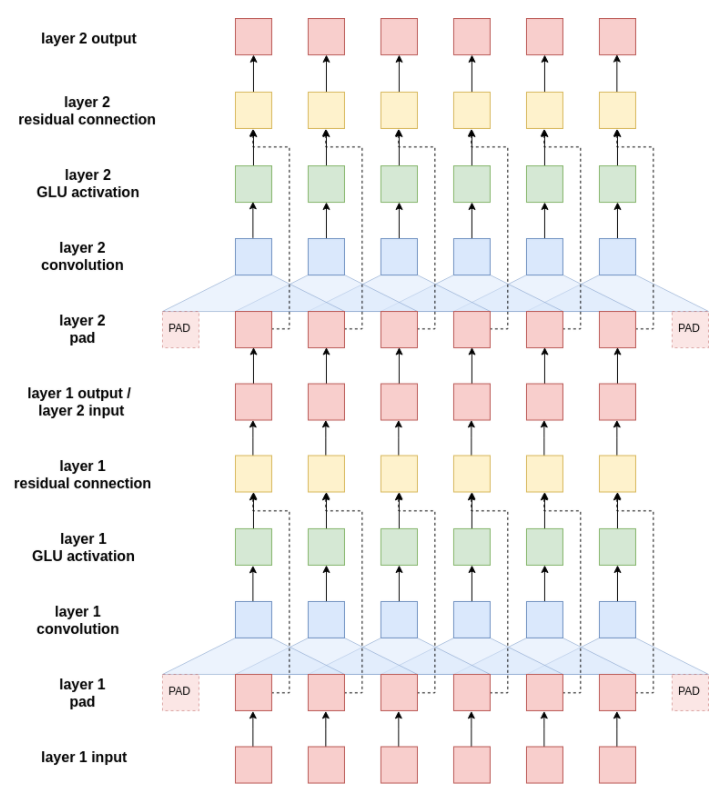 layer 2 output
layer 2
residual connection
layer 2
GLU activation
layer 2
convolution
layer 2
pad
PAD
PAD
layer 1 output /
layer 2 input
layer 1
residual connection
layer 1
GLU activation
layer 1
convolution
layer 1
pad
PAD
PAD
layer 1 input